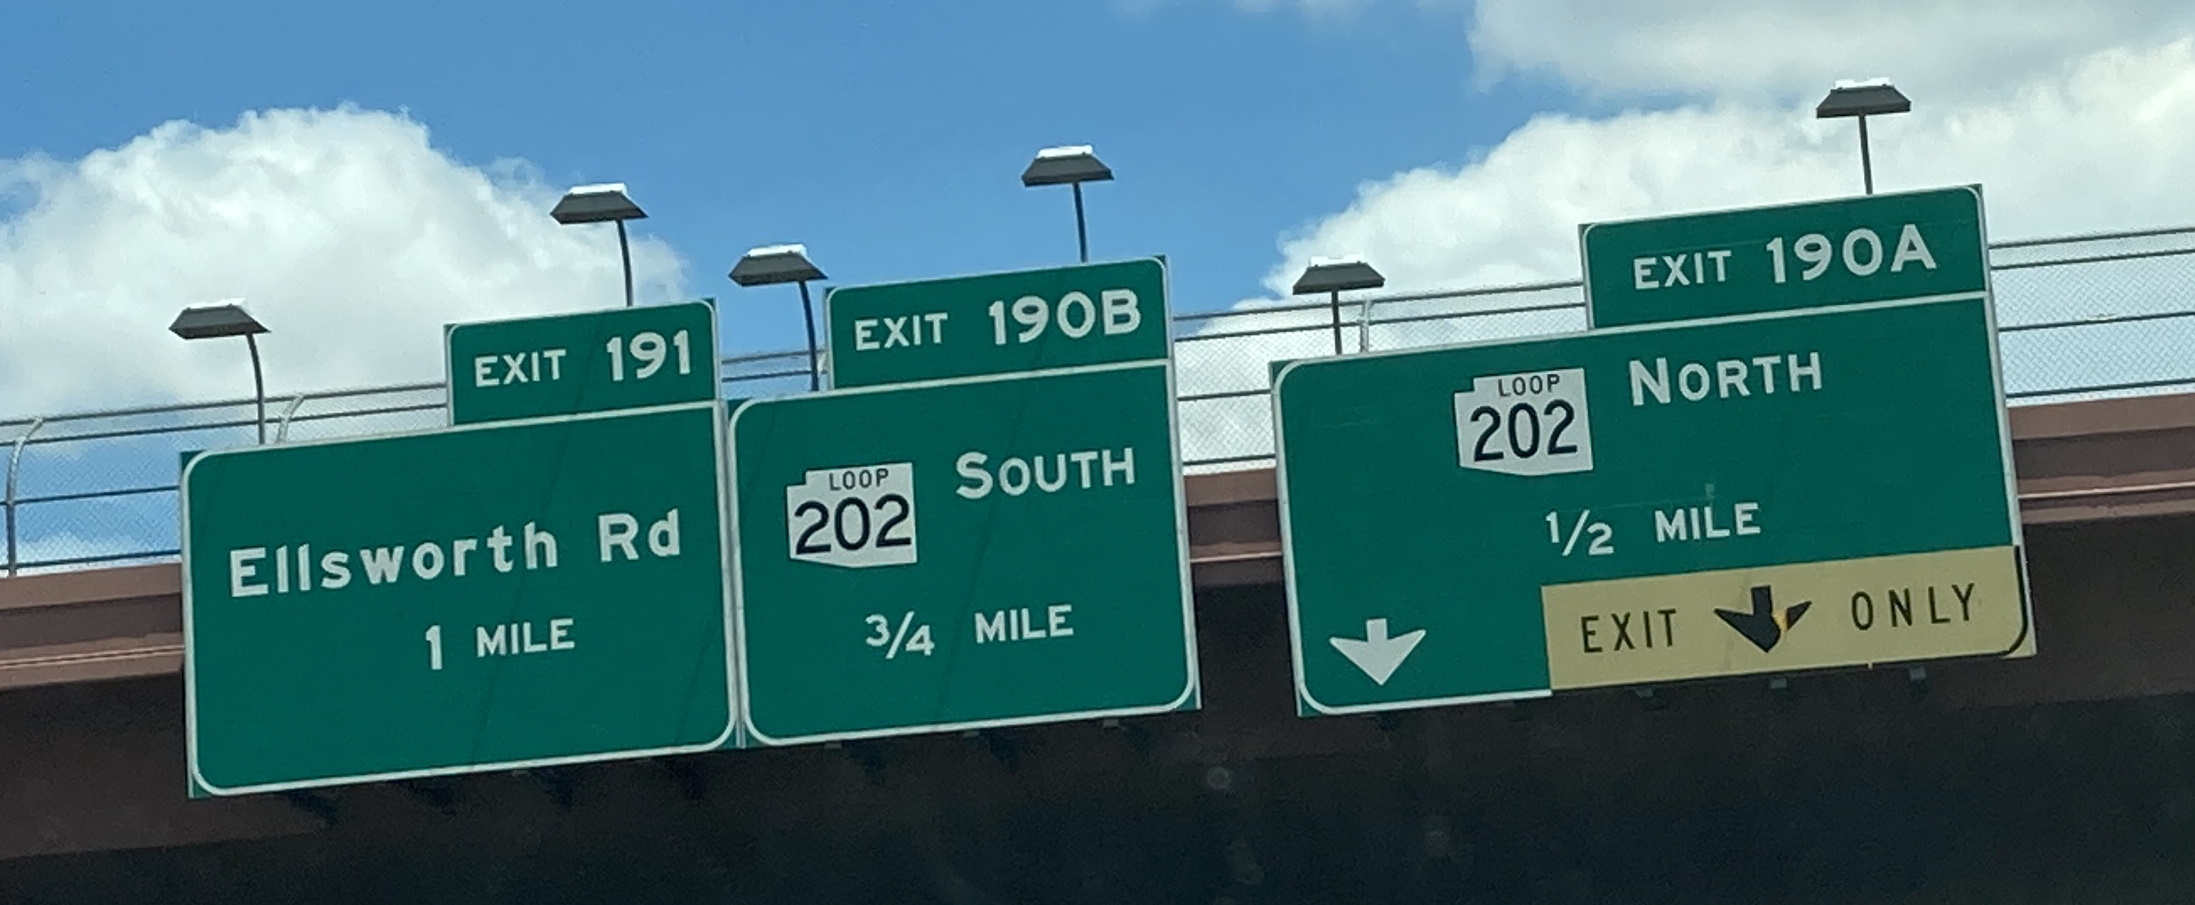 EXIT 191
Ellsworth Rd
1 MILE
EXIT 190B
LOOP
202 SOUTH
3/4 MILE
EXIT 190A
LOOP
202 NORTH
1/2 MILE
EXIT ONLY